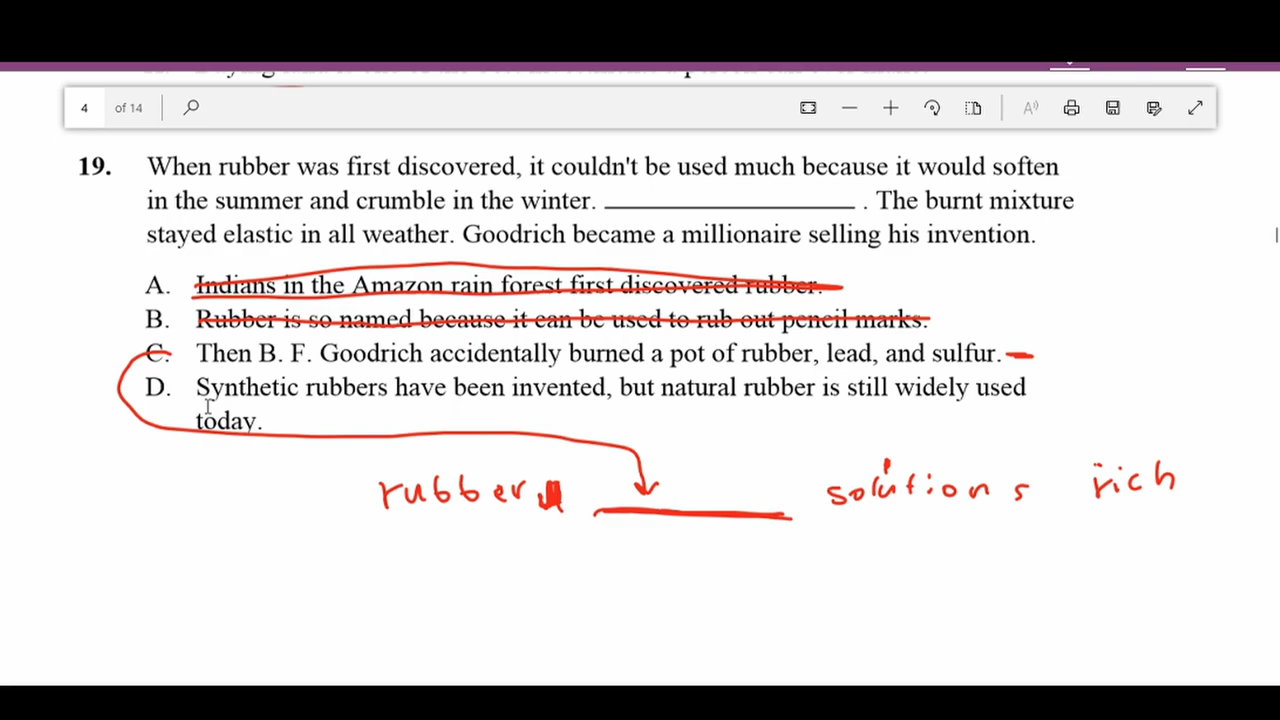 4 of 14
19. When rubber was first discovered, it couldn't be used much because it would soften
in the summer and crumble in the winter. ____________________ . The burnt mixture
stayed elastic in all weather. Goodrich became a millionaire selling his invention.
A. Indians in the Amazon rain forest first discovered rubber.
B. Rubber is so named because it can be used to rub out pencil marks.
C. Then B. F. Goodrich accidentally burned a pot of rubber, lead, and sulfur.
D. Synthetic rubbers have been invented, but natural rubber is still widely used
today.
rubber solutions rich